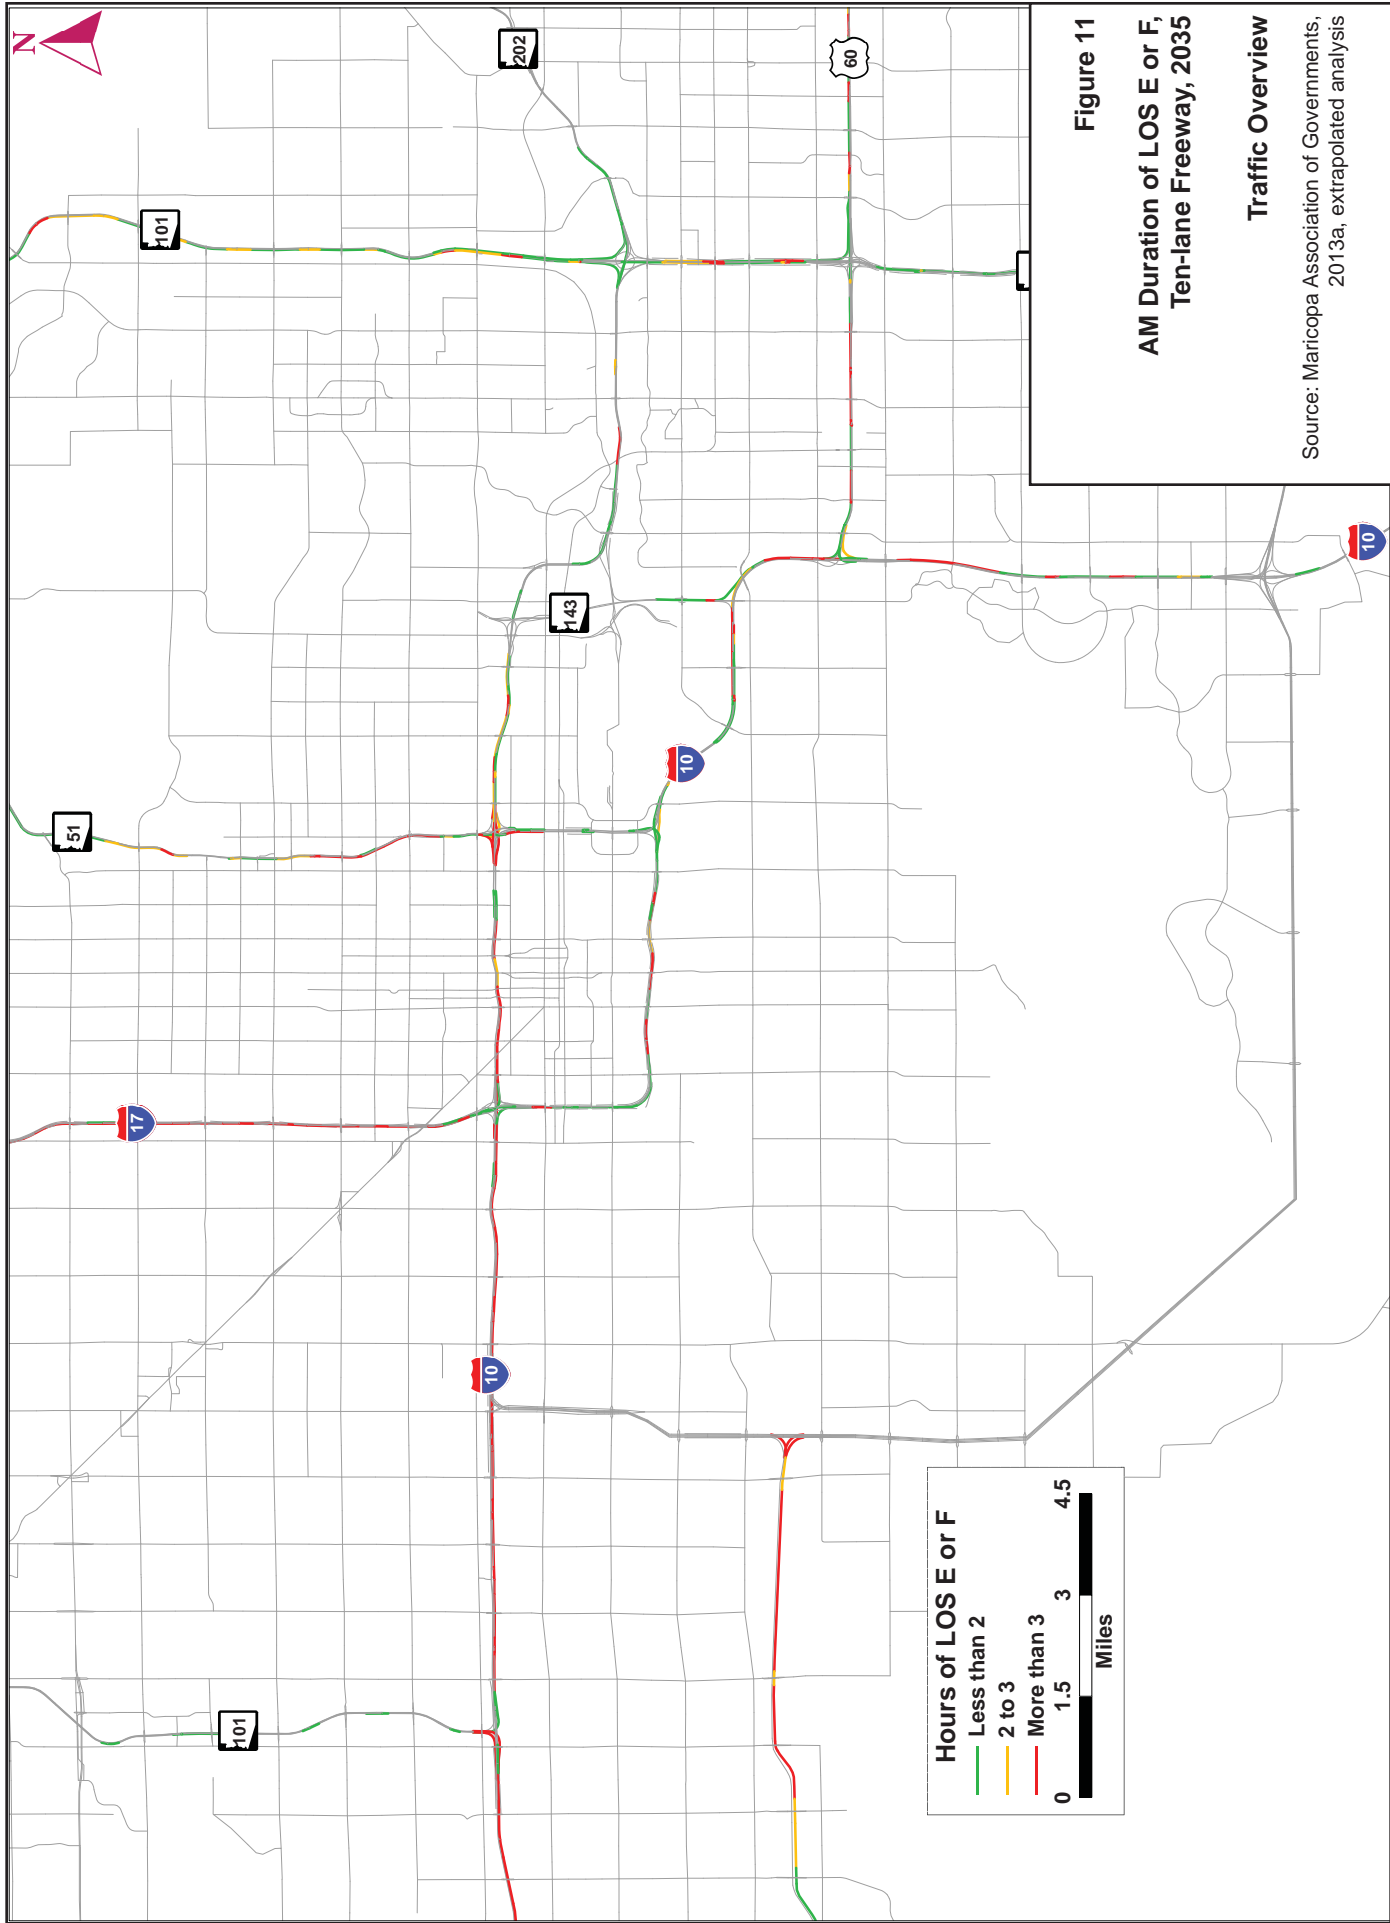 N
202
60
101
51
143
10
17
10
10
101
Hours of LOS E or F
Less than 2
2 to 3
More than 3
0 1.5 3 4.5
Miles
Figure 11
AM Duration of LOS E or F,
Ten-lane Freeway, 2035
Traffic Overview
Source: Maricopa Association of Governments,
2013a, extrapolated analysis